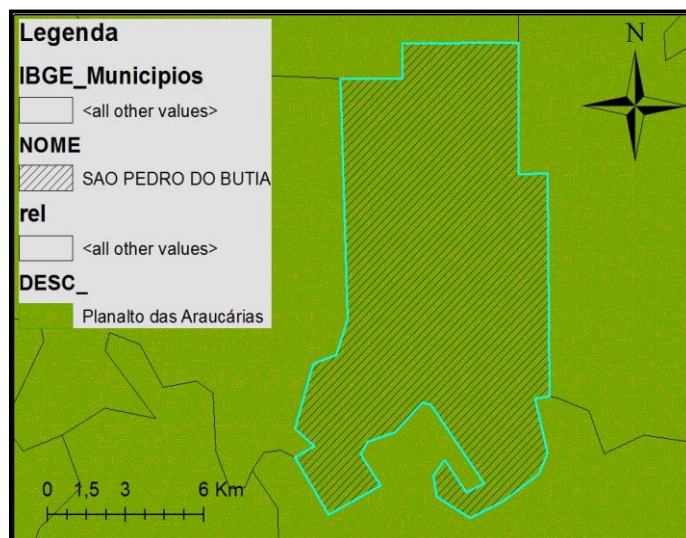 Legenda
IBGE_Municipios
<all other values>
NOME
SAO PEDRO DO BUTIA
rel
<all other values>
DESC_
Planalto das Araucárias
N
0 1,5 3 6 Km